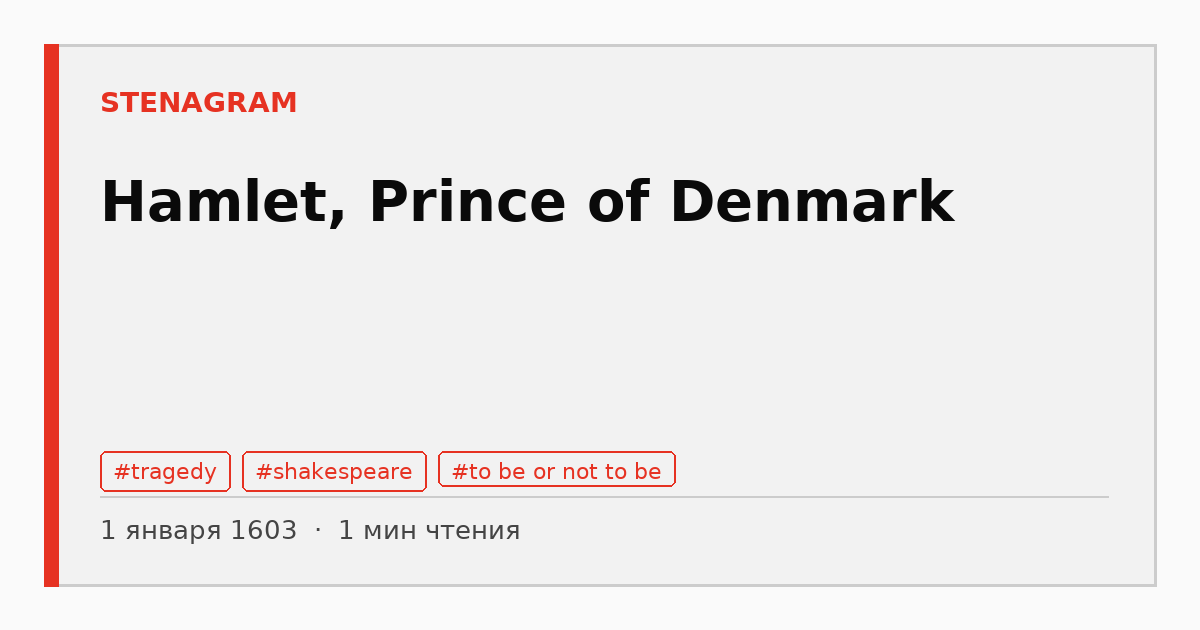 STENAGRAM
Hamlet, Prince of Denmark
#tragedy #shakespeare #to be or not to be
1 января 1603 · 1 мин чтения